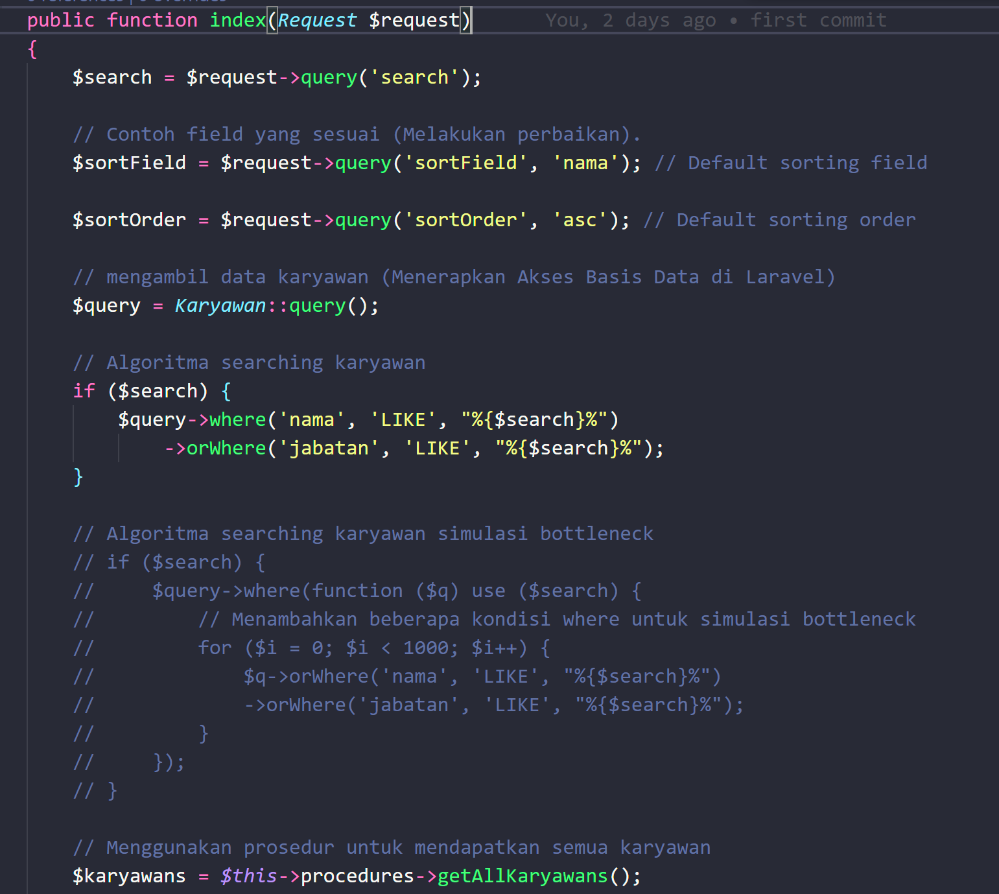 public function index(Request $request) You, 2 days ago • first commit
{
$search = $request->query('search');
// Contoh field yang sesuai (Melakukan perbaikan).
$sortField = $request->query('sortField', 'nama'); // Default sorting field
$sortOrder = $request->query('sortOrder', 'asc'); // Default sorting order
// mengambil data karyawan (Menerapkan Akses Basis Data di Laravel)
$query = Karyawan::query();
// Algoritma searching karyawan
if ($search) {
$query->where('nama', 'LIKE', "%{$search}%")
->orWhere('jabatan', 'LIKE', "%{$search}%");
}
// Algoritma searching karyawan simulasi bottleneck
// if ($search) {
// $query->where(function ($q) use ($search) {
// // Menambahkan beberapa kondisi where untuk simulasi bottleneck
// for ($i = 0; $i < 1000; $i++) {
// $q->orWhere('nama', 'LIKE', "%{$search}%")
// ->orWhere('jabatan', 'LIKE', "%{$search}%");
// }
// });
// }
// Menggunakan prosedur untuk mendapatkan semua karyawan
$karyawans = $this->procedures->getAllKaryawans();